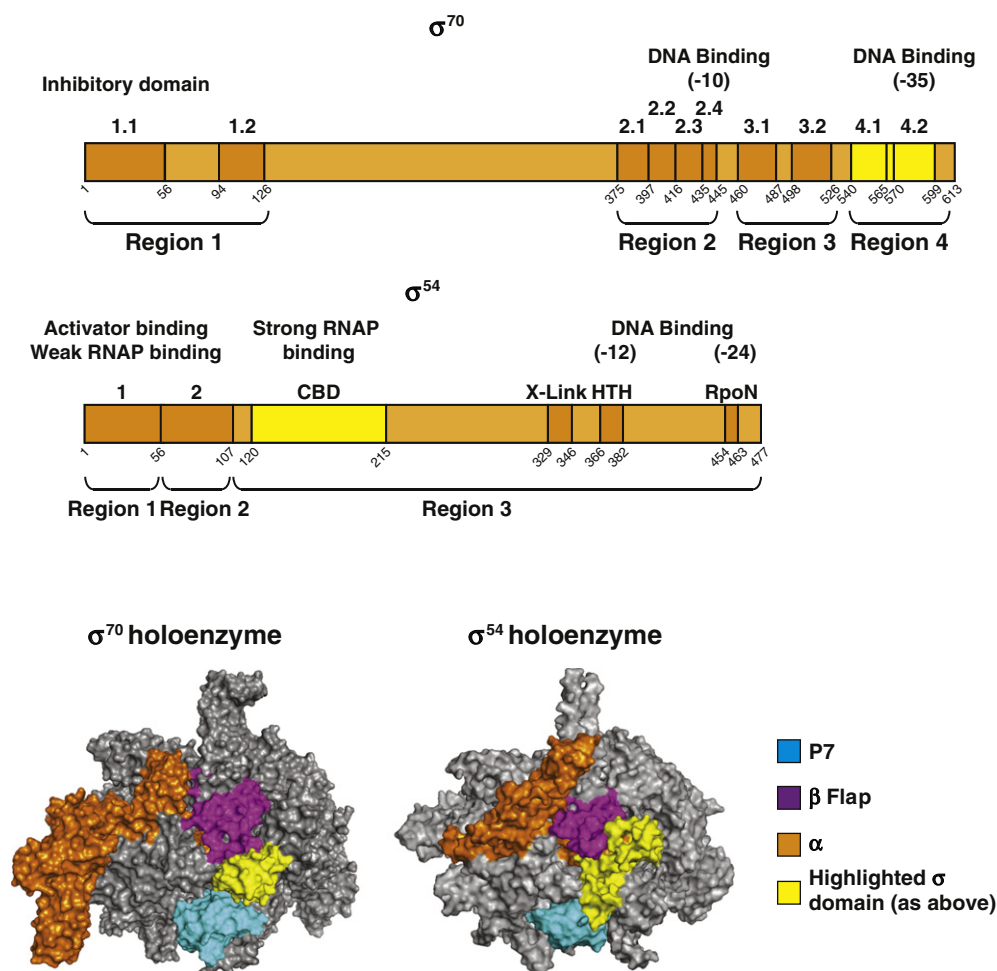 σ70
Inhibitory domain
DNA Binding
(-10)
DNA Binding
(-35)
1.1 1.2 2.1 2.2 2.3 2.4 3.1 3.2 4.1 4.2
1 56 94 126 375 397 416 435 445 460 487 498 526 540 565 570 599 613
Region 1 Region 2 Region 3 Region 4
σ54
Activator binding
Weak RNAP binding
Strong RNAP
binding
DNA Binding
(-12) (-24)
1 2 CBD X-Link HTH RpoN
1 56 107 120 215 329 346 366 382 454 463 477
Region 1 Region 2 Region 3
σ70 holoenzyme
σ54 holoenzyme
P7
β Flap
α
Highlighted σ
domain (as above)